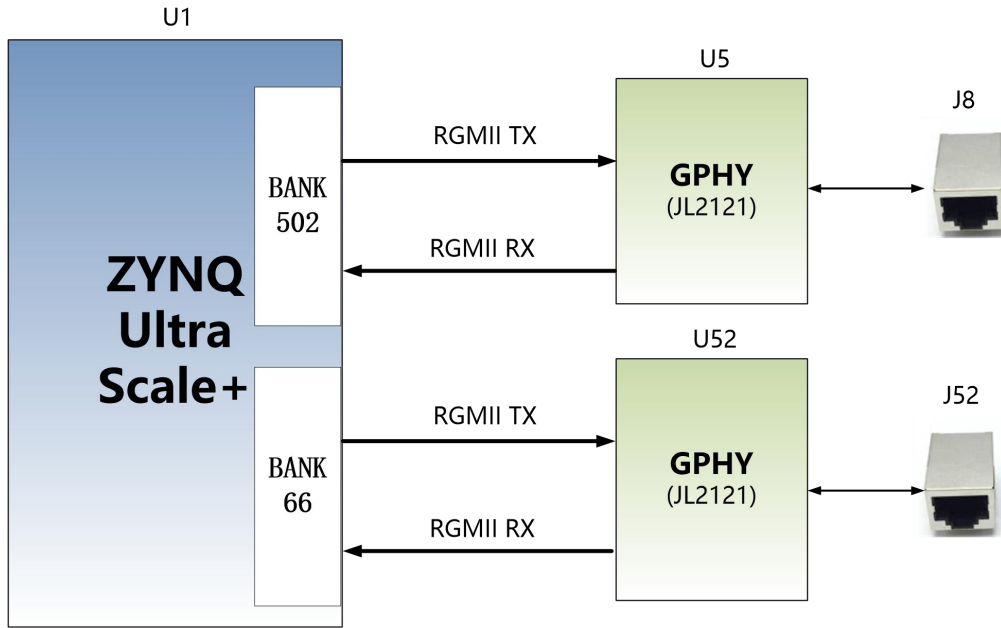 U1
ZYNQ
Ultra
Scale+
BANK
502
BANK
66
RGMII TX
RGMII RX
U5
GPHY
(JL2121)
J8
RGMII TX
RGMII RX
U52
GPHY
(JL2121)
J52